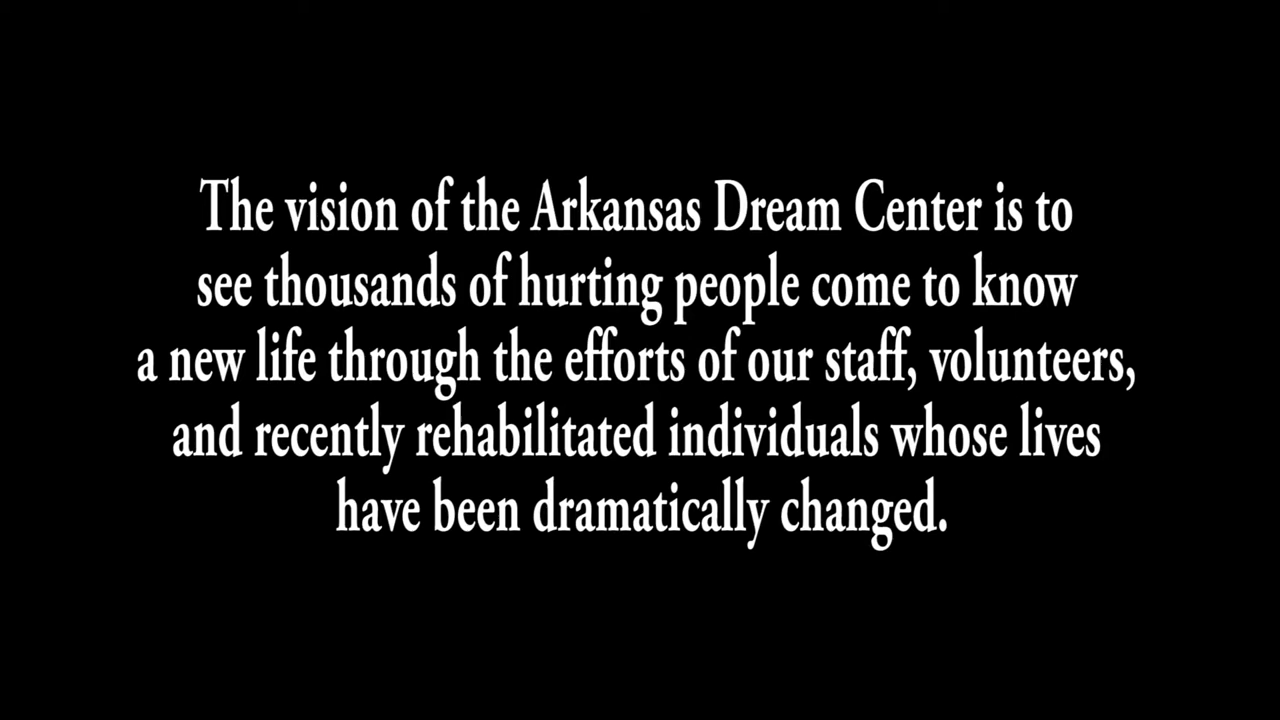 The vision of the Arkansas Dream Center is to
see thousands of hurting people come to know
a new life through the efforts of our staff, volunteers,
and recently rehabilitated individuals whose lives
have been dramatically changed.